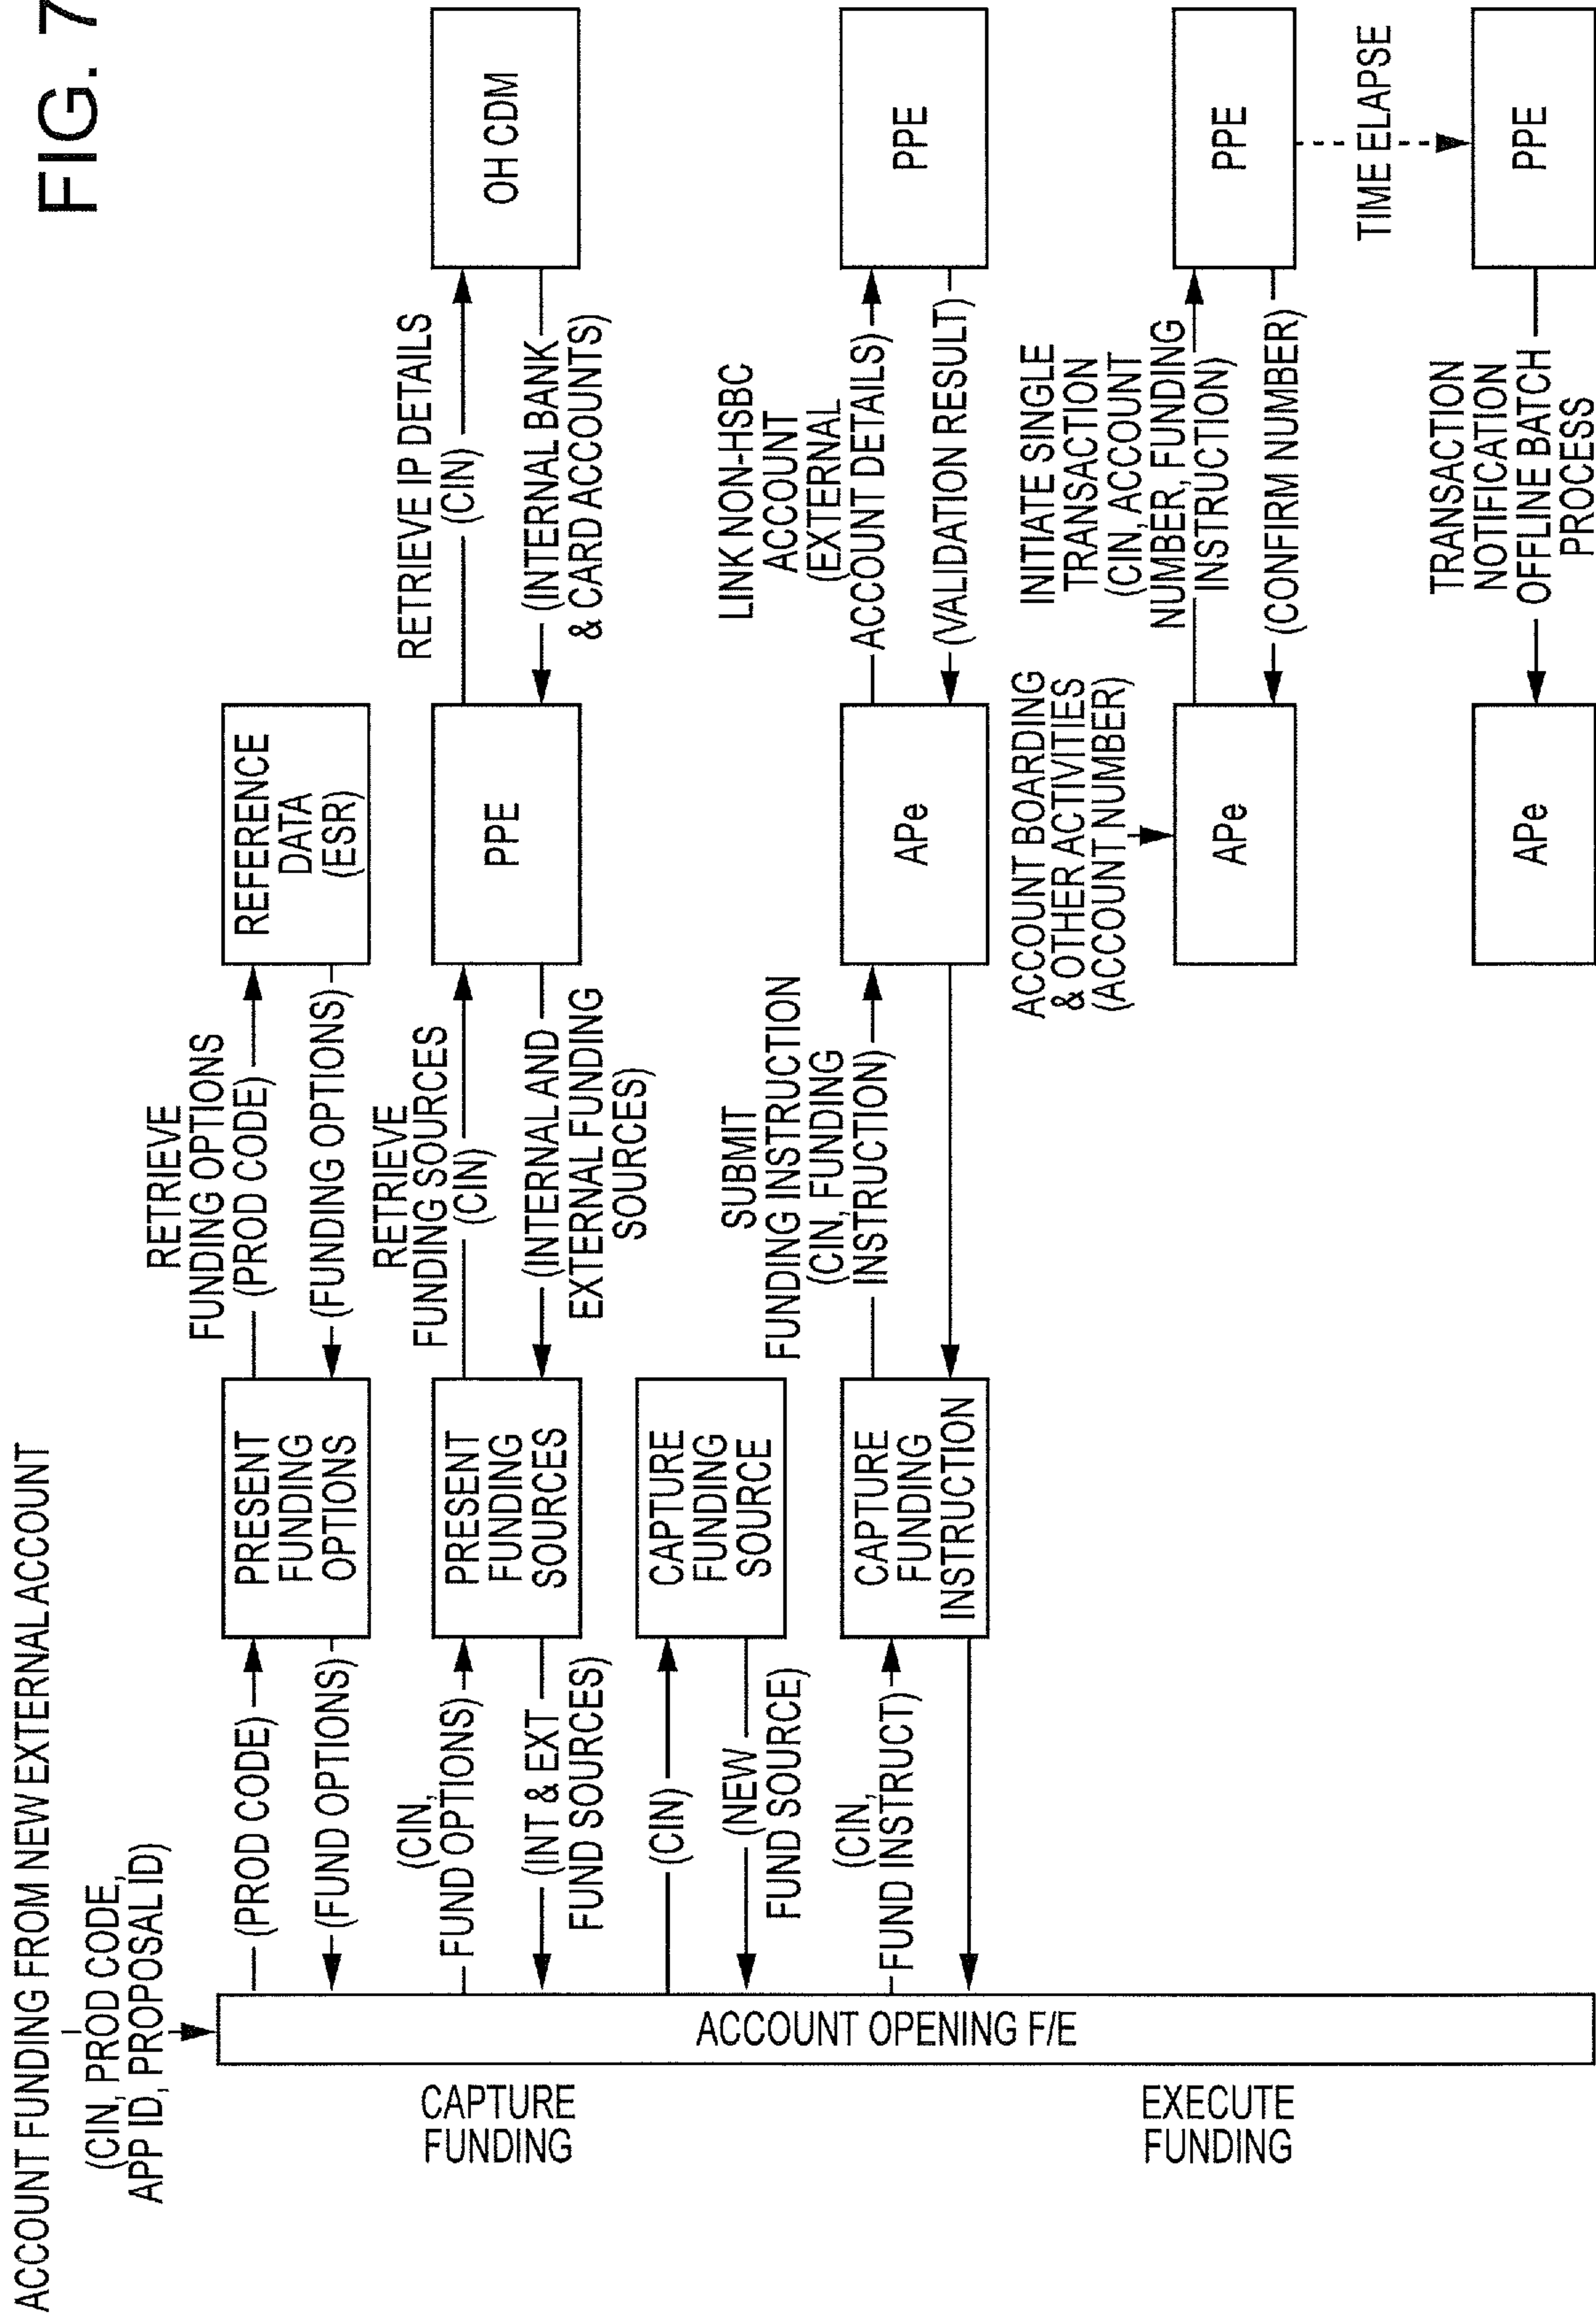 FIG. 7
ACCOUNT FUNDING FROM NEW EXTERNAL ACCOUNT
(CIN, PROD CODE,
APP ID, PROPOSAL ID)
ACCOUNT OPENING F/E
CAPTURE
FUNDING
EXECUTE
FUNDING
(PROD CODE)
(FUND OPTIONS)
PRESENT
FUNDING
OPTIONS
RETRIEVE
FUNDING OPTIONS
(PROD CODE)
(FUNDING OPTIONS)
REFERENCE
DATA
(ESR)
(CIN,
FUND OPTIONS)
(INT & EXT
FUND SOURCES)
PRESENT
FUNDING
SOURCES
RETRIEVE
FUNDING SOURCES
(CIN)
(INTERNAL AND
EXTERNAL FUNDING
SOURCES)
PPE
RETRIEVE IP DETAILS
(CIN)
(INTERNAL BANK
& CARD ACCOUNTS)
OH CDM
(CIN)
(NEW
FUND SOURCE)
CAPTURE
FUNDING
SOURCE
(CIN,
FUND INSTRUCT)
CAPTURE
FUNDING
INSTRUCTION
SUBMIT
FUNDING INSTRUCTION
(CIN, FUNDING
INSTRUCTION)
APe
LINK NON-HSBC
ACCOUNT
(EXTERNAL
ACCOUNT DETAILS)
(VALIDATION RESULT)
PPE
ACCOUNT BOARDING
& OTHER ACTIVITIES
(ACCOUNT NUMBER)
APe
INITIATE SINGLE
TRANSACTION
(CIN, ACCOUNT
NUMBER, FUNDING
INSTRUCTION)
(CONFIRM NUMBER)
PPE
TIME ELAPSE
APe
TRANSACTION
NOTIFICATION
OFFLINE BATCH
PROCESS
PPE